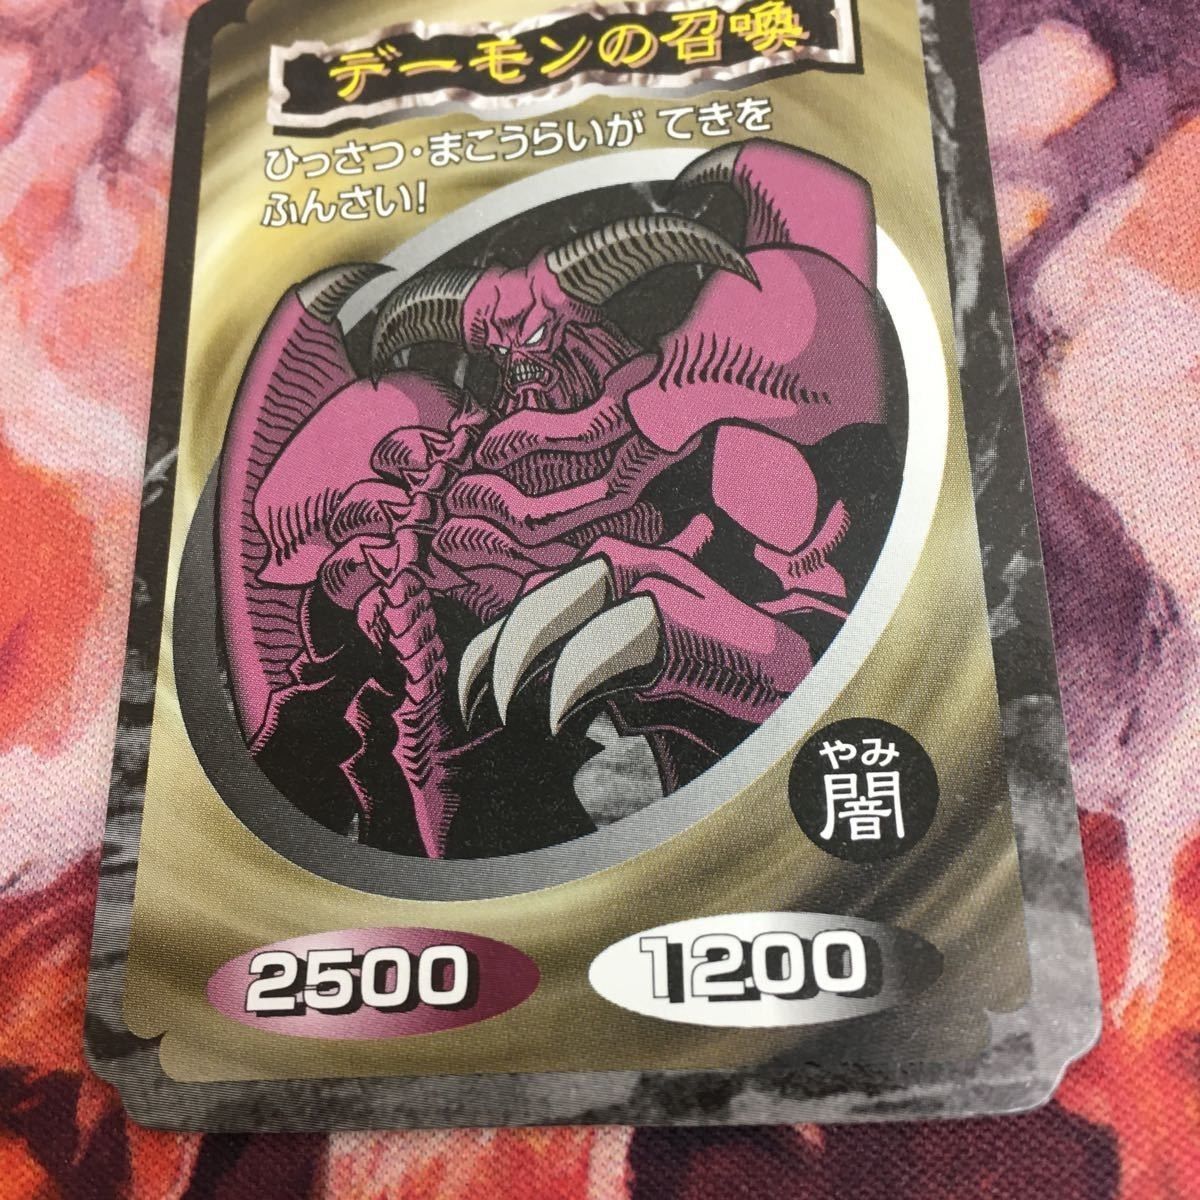 デーモンの召喚
ひっさつ・まこうらいが てきを
ふんさい!
やみ
闇
2500
1200